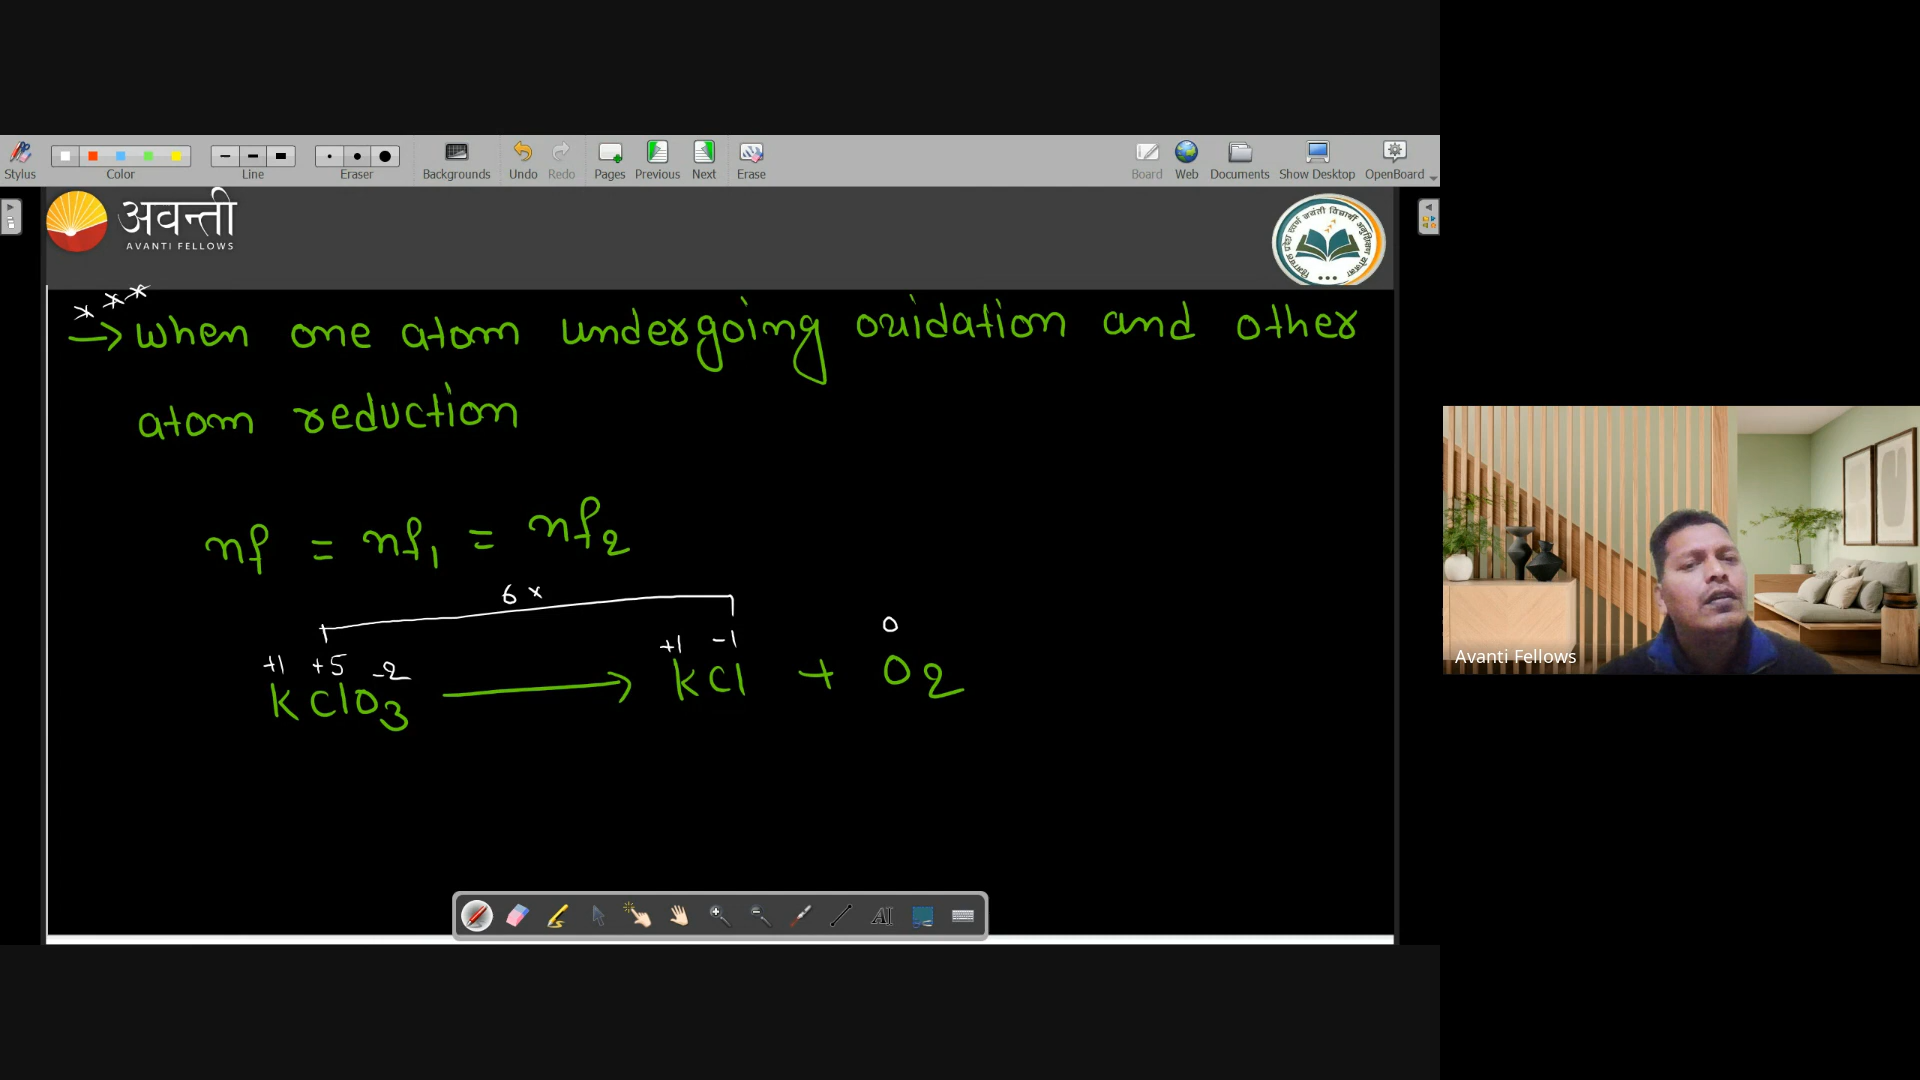 Stylus Color Line Eraser Backgrounds Undo Redo Pages Previous Next Erase Board Web Documents Show Desktop OpenBoard
अवन्ती
AVANTI FELLOWS
*** → when one atom undergoing oxidation and other
atom reduction
nf = nf₁ = nf₂
6 x
+1 +5 -2 +1 -1 0
KClO₃ → KCl + O₂
Avanti Fellows